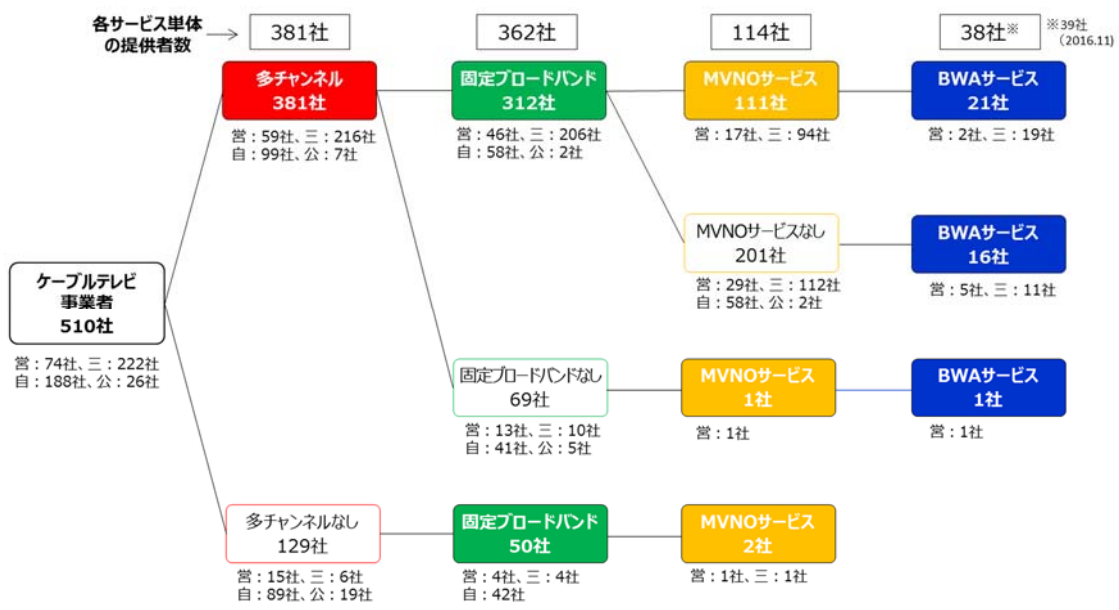 各サービス単体
の提供者数
381社
362社
114社
38社※
※39社
（2016.11）
多チャンネル
381社
営：59社、三：216社
自：99社、公：7社
固定ブロードバンド
312社
営：46社、三：206社
自：58社、公：2社
MVNOサービス
111社
営：17社、三：94社
BWAサービス
21社
営：2社、三：19社
MVNOサービスなし
201社
営：29社、三：112社
自：58社、公：2社
BWAサービス
16社
営：5社、三：11社
ケーブルテレビ
事業者
510社
営：74社、三：222社
自：188社、公：26社
固定ブロードバンドなし
69社
営：13社、三：10社
自：41社、公：5社
MVNOサービス
1社
営：1社
BWAサービス
1社
営：1社
多チャンネルなし
129社
営：15社、三：6社
自：89社、公：19社
固定ブロードバンド
50社
営：4社、三：4社
自：42社
MVNOサービス
2社
営：1社、三：1社